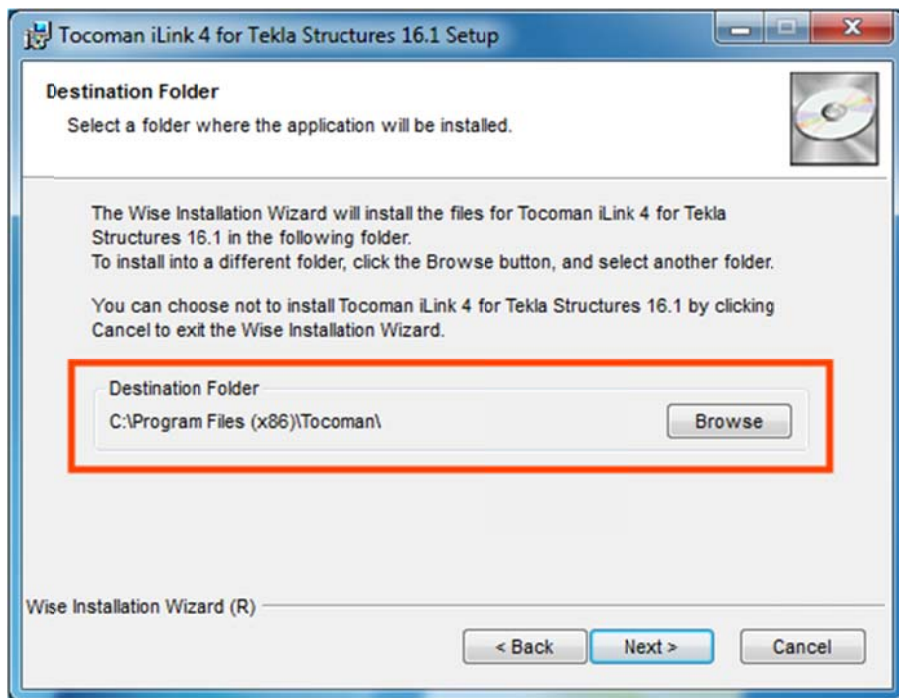 Tocoman iLink 4 for Tekla Structures 16.1 Setup
Destination Folder
Select a folder where the application will be installed.
The Wise Installation Wizard will install the files for Tocoman iLink 4 for Tekla
Structures 16.1 in the following folder.
To install into a different folder, click the Browse button, and select another folder.
You can choose not to install Tocoman iLink 4 for Tekla Structures 16.1 by clicking
Cancel to exit the Wise Installation Wizard.
Destination Folder
C:\Program Files (x86)\Tocoman\
Browse
Wise Installation Wizard (R)
< Back
Next >
Cancel